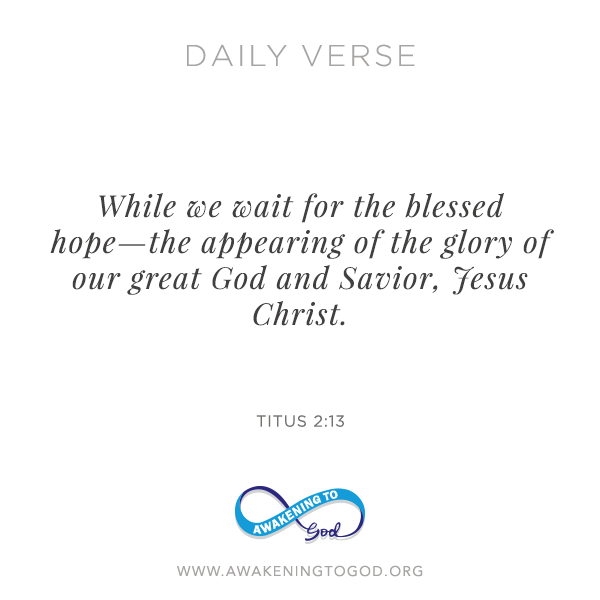 DAILY VERSE
While we wait for the blessed
hope—the appearing of the glory of
our great God and Savior, Jesus
Christ.
TITUS 2:13
AWAKENING TO
God
WWW.AWAKENINGTOGOD.ORG